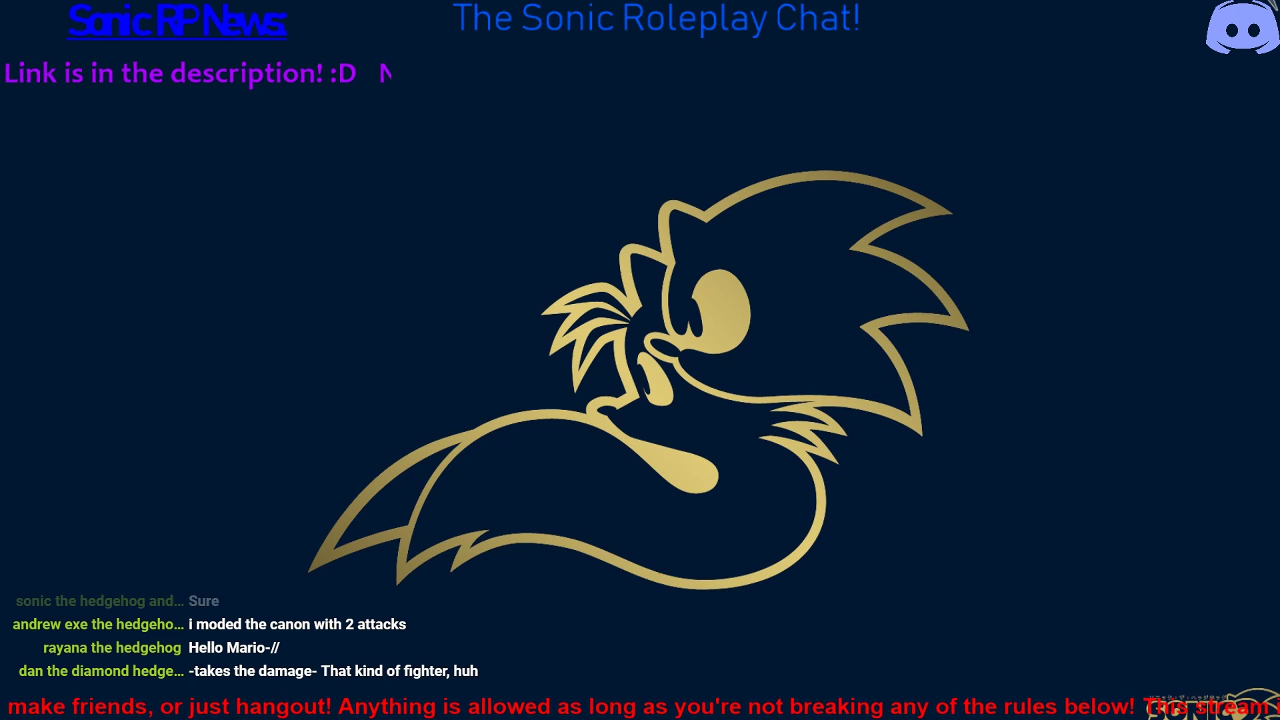 Sonic RP News:
The Sonic Roleplay Chat!
Link is in the description! :D N
sonic the hedgehog and… Sure
andrew exe the hedgeho… i moded the canon with 2 attacks
rayana the hedgehog Hello Mario-//
dan the diamond hedge… -takes the damage- That kind of fighter, huh
make friends, or just hangout! Anything is allowed as long as you're not breaking any of the rules below! This stream